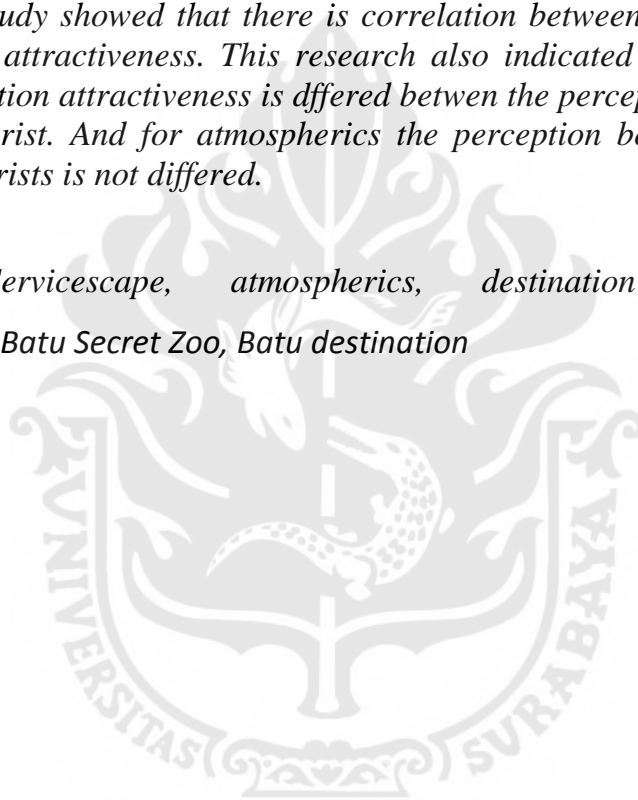 udy showed that there is correlation between
attractiveness. This research also indicated
tion attractiveness is dffered betwen the percep
rist. And for atmospherics the perception be
rists is not differed.
ervicescape, atmospherics, destination
Batu Secret Zoo, Batu destination
VNIVERSITAS SURABAYA